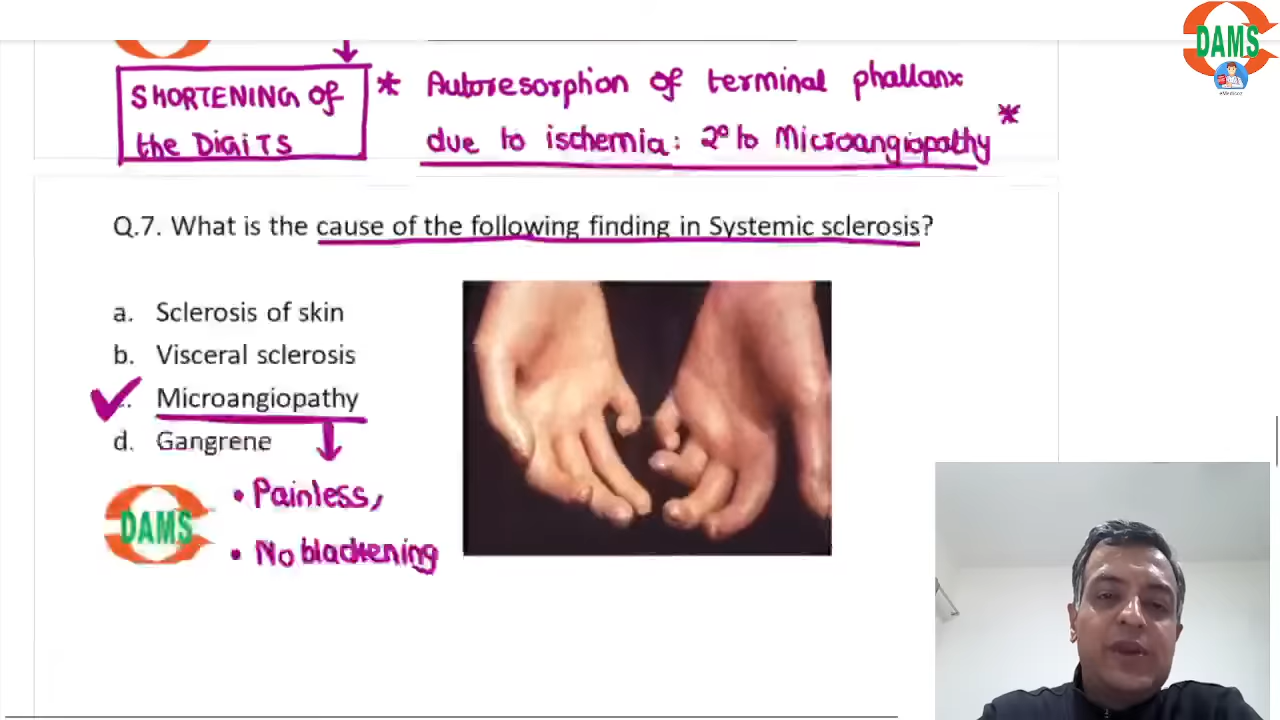 DAMS
SHORTENING of
the DIGITS
* Autoresorption of terminal phallanx
due to ischemia: 2° to Microangiopathy *
Q.7. What is the cause of the following finding in Systemic sclerosis?
a. Sclerosis of skin
b. Visceral sclerosis
Microangiopathy
d. Gangrene
DAMS
• Painless,
• No blackening